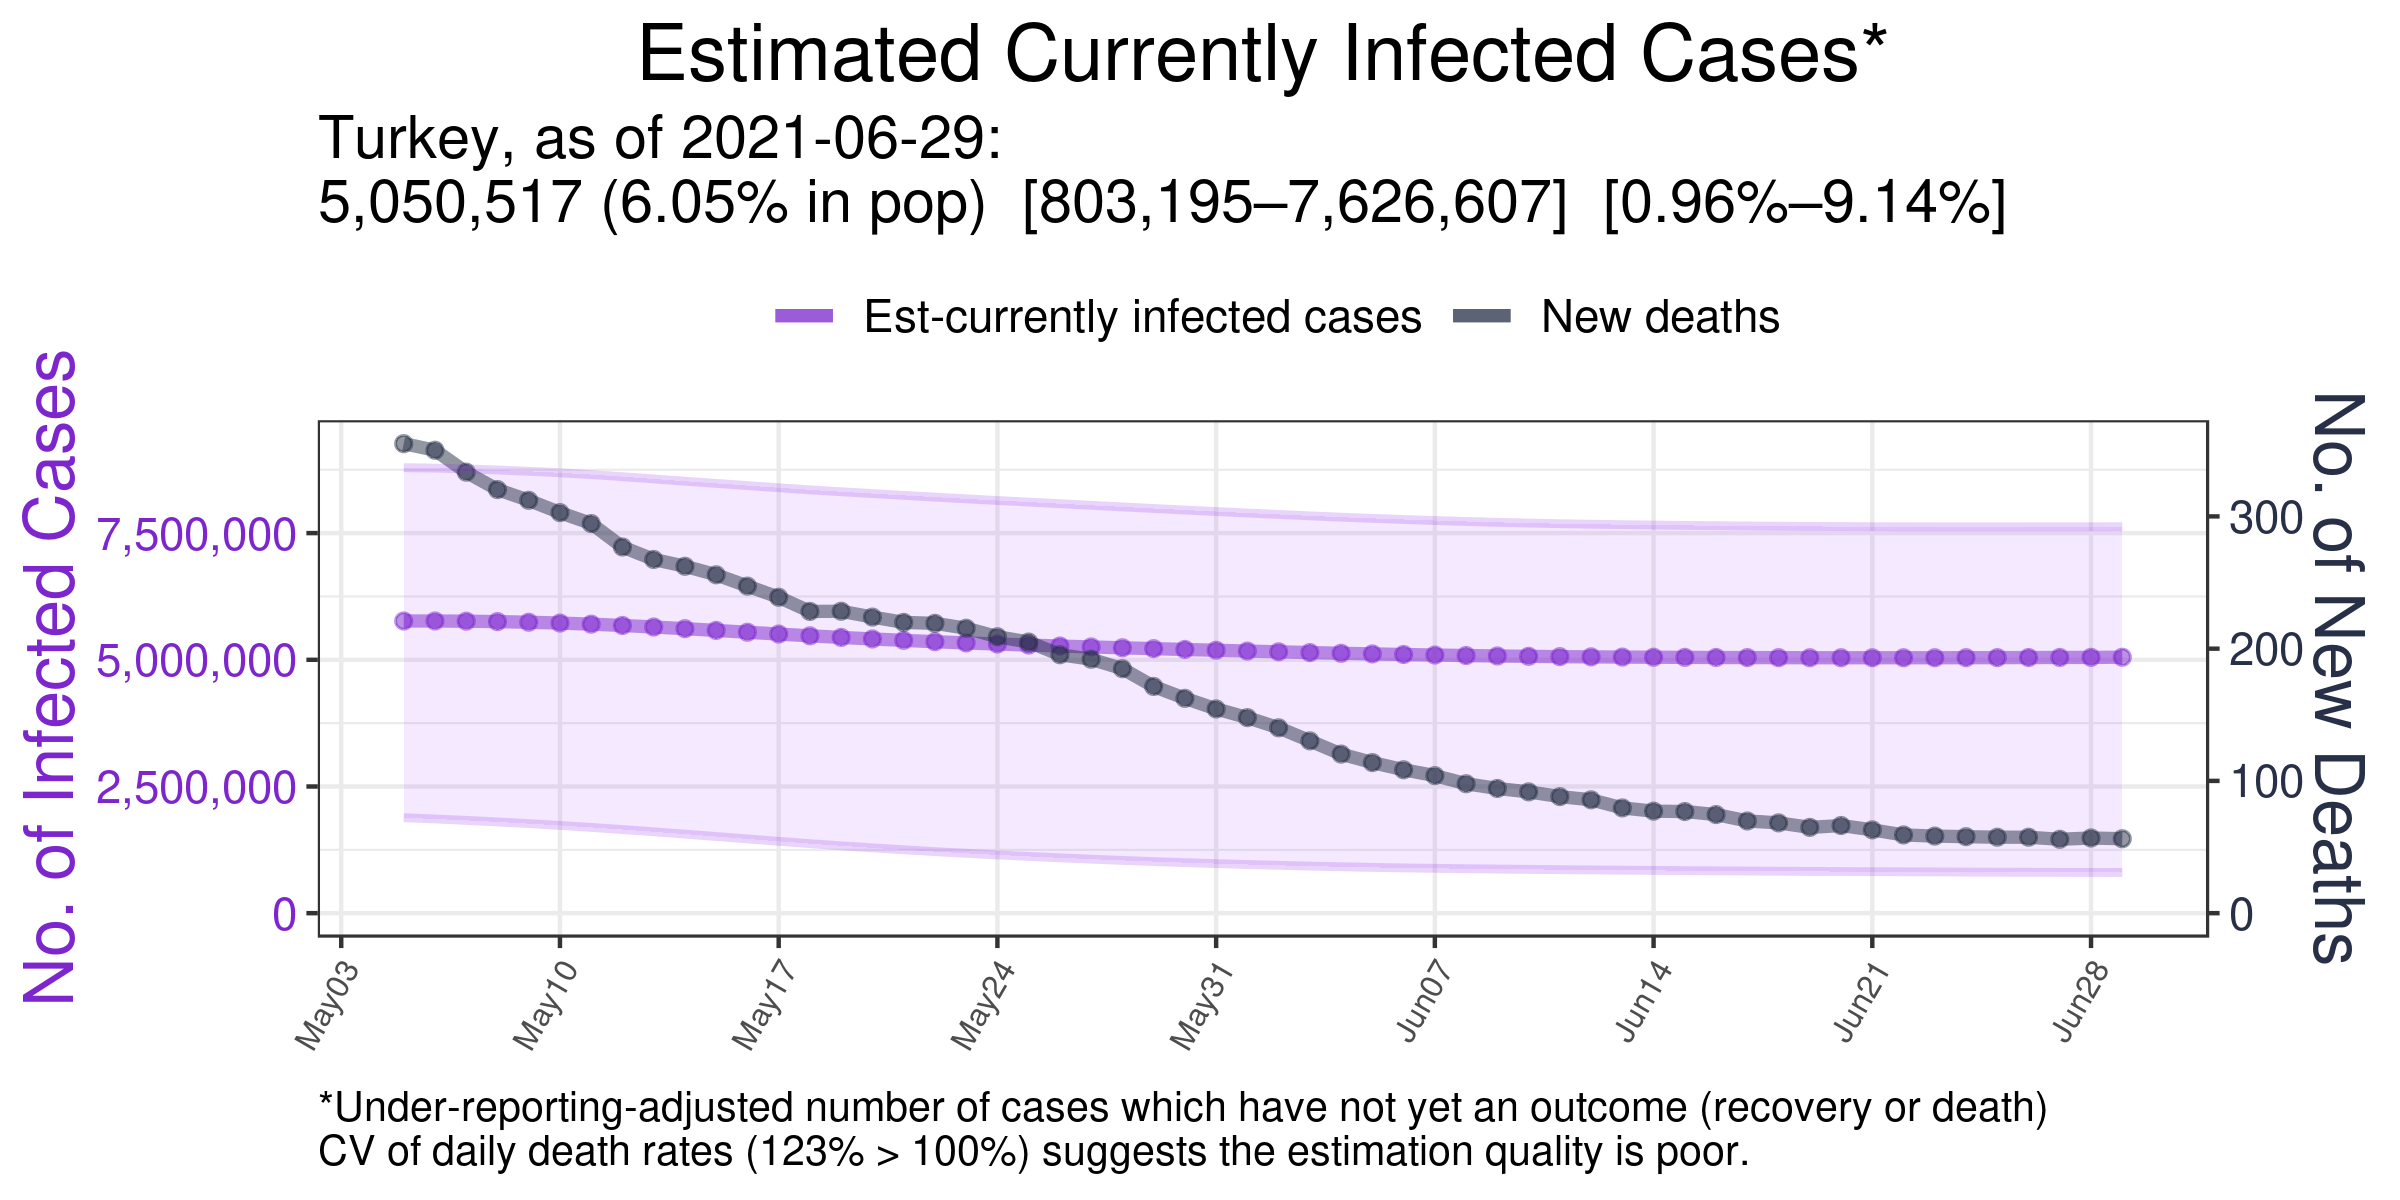 Estimated Currently Infected Cases*
Turkey, as of 2021-06-29:
5,050,517 (6.05% in pop) [803,195–7,626,607] [0.96%–9.14%]
Est-currently infected cases
New deaths
No. of Infected Cases
7,500,000
5,000,000
2,500,000
0
300
200
100
0
No. of New Deaths
May03
May10
May17
May24
May31
Jun07
Jun14
Jun21
Jun28
*Under-reporting-adjusted number of cases which have not yet an outcome (recovery or death)
CV of daily death rates (123% > 100%) suggests the estimation quality is poor.